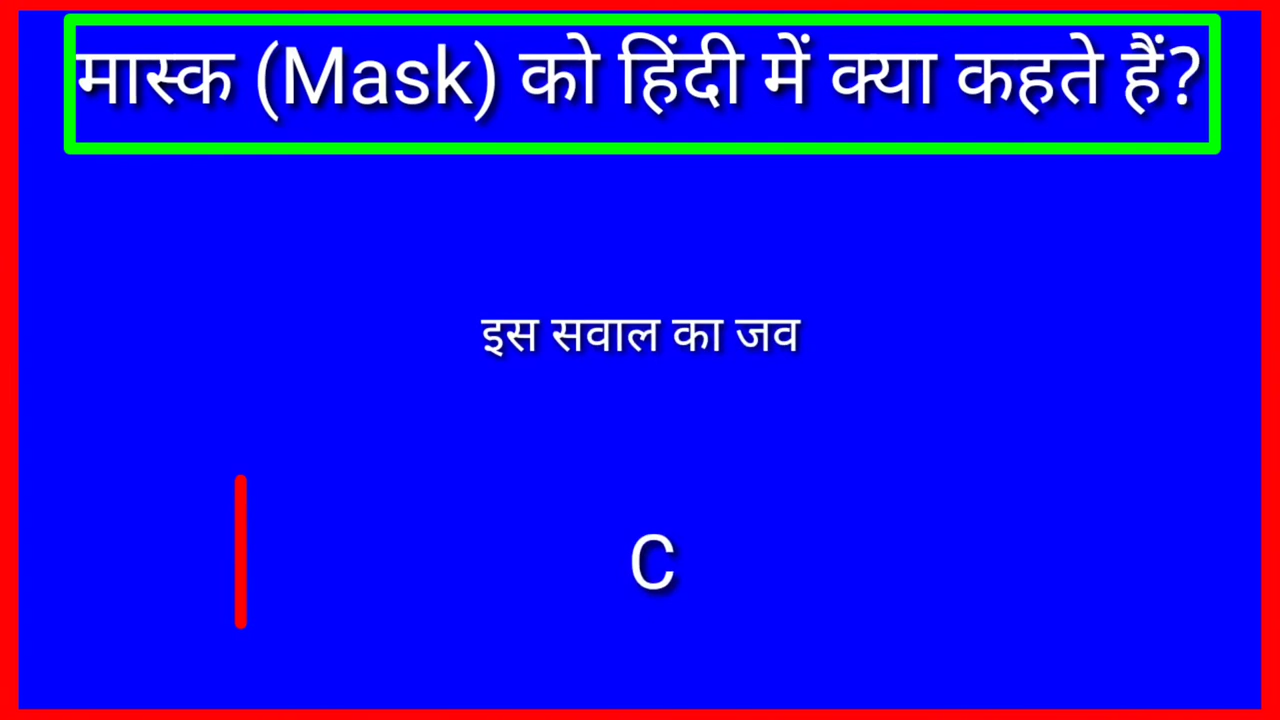 मास्क (Mask) को हिंदी में क्या कहते हैं?
इस सवाल का जव
C